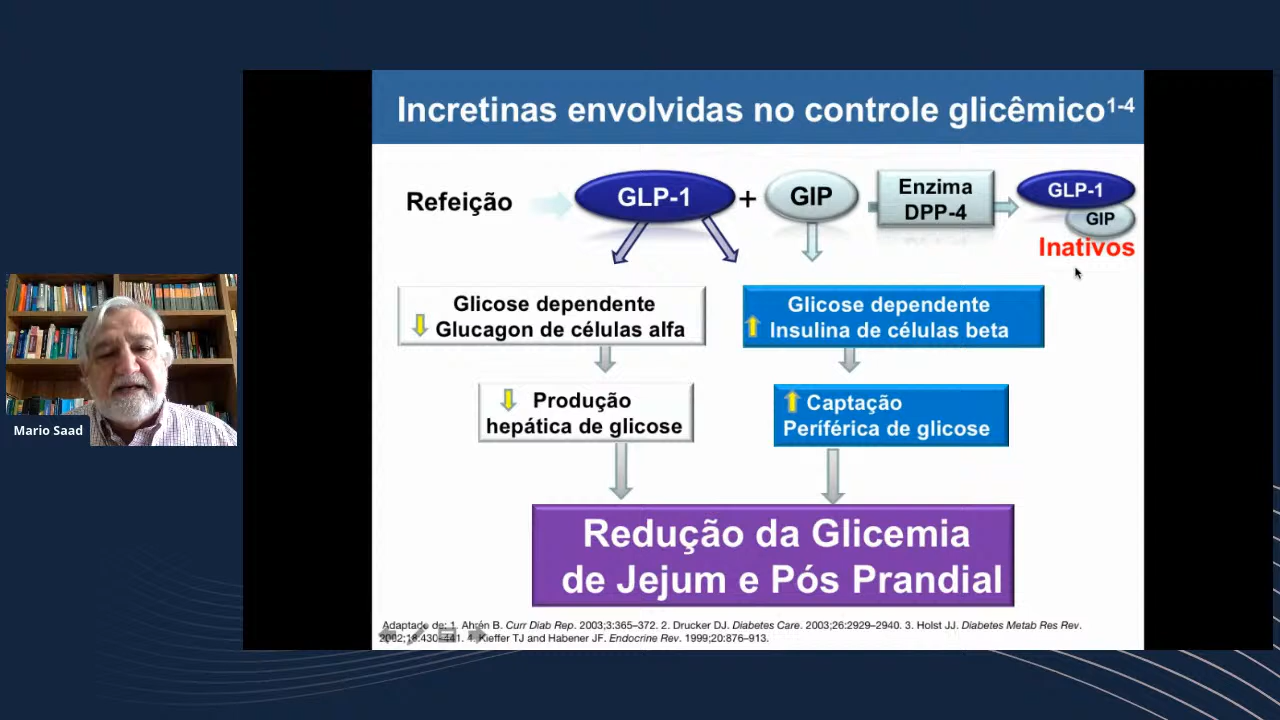 Incretinas envolvidas no controle glicêmico¹⁻⁴
Refeição
GLP-1
+
GIP
Enzima
DPP-4
GLP-1
GIP
Inativos
Glicose dependente
Glucagon de células alfa
Glicose dependente
Insulina de células beta
Produção
hepática de glicose
Captação
Períférica de glicose
Redução da Glicemia
de Jejum e Pós Prandial
Adaptado de: 1. Ahrén B. Curr Diab Rep. 2003;3:365–372. 2. Drucker DJ. Diabetes Care. 2003;26:2929–2940. 3. Holst JJ. Diabetes Metab Res Rev.
2002;18:430–441. 4. Kieffer TJ and Habener JF. Endocrine Rev. 1999;20:876–913.
Mario Saad